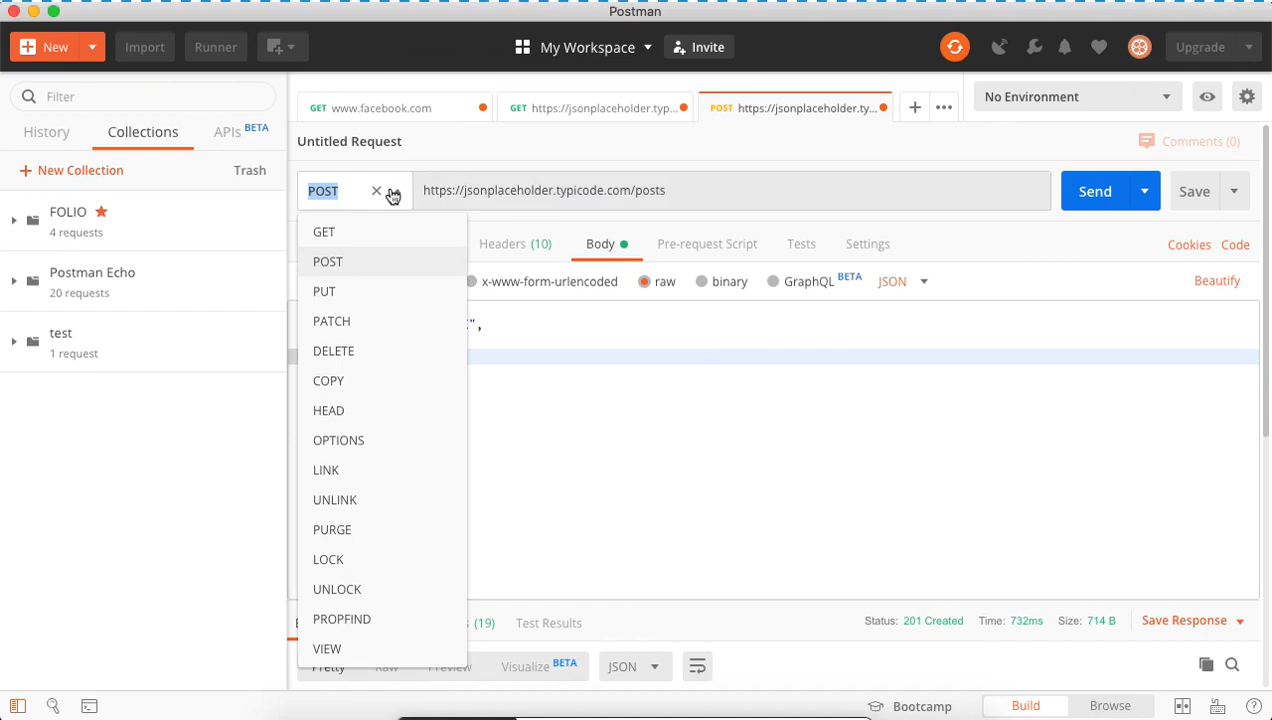 Postman
New
Import
Runner
My Workspace
Invite
Upgrade
Filter
History
Collections
APIs BETA
New Collection
Trash
FOLIO
4 requests
Postman Echo
20 requests
test
1 request
GET www.facebook.com
GET https://jsonplaceholder.typ...
POST https://jsonplaceholder.ty...
No Environment
Untitled Request
Comments (0)
POST
https://jsonplaceholder.typicode.com/posts
Send
Save
Headers (10)
Body
Pre-request Script
Tests
Settings
Cookies
Code
x-www-form-urlencoded
raw
binary
GraphQL BETA
JSON
Beautify
",
GET
POST
PUT
PATCH
DELETE
COPY
HEAD
OPTIONS
LINK
UNLINK
PURGE
LOCK
UNLOCK
PROPFIND
VIEW
(19)
Test Results
Status: 201 Created
Time: 732ms
Size: 714 B
Save Response
Pretty
Raw
Preview
Visualize BETA
JSON
Bootcamp
Build
Browse